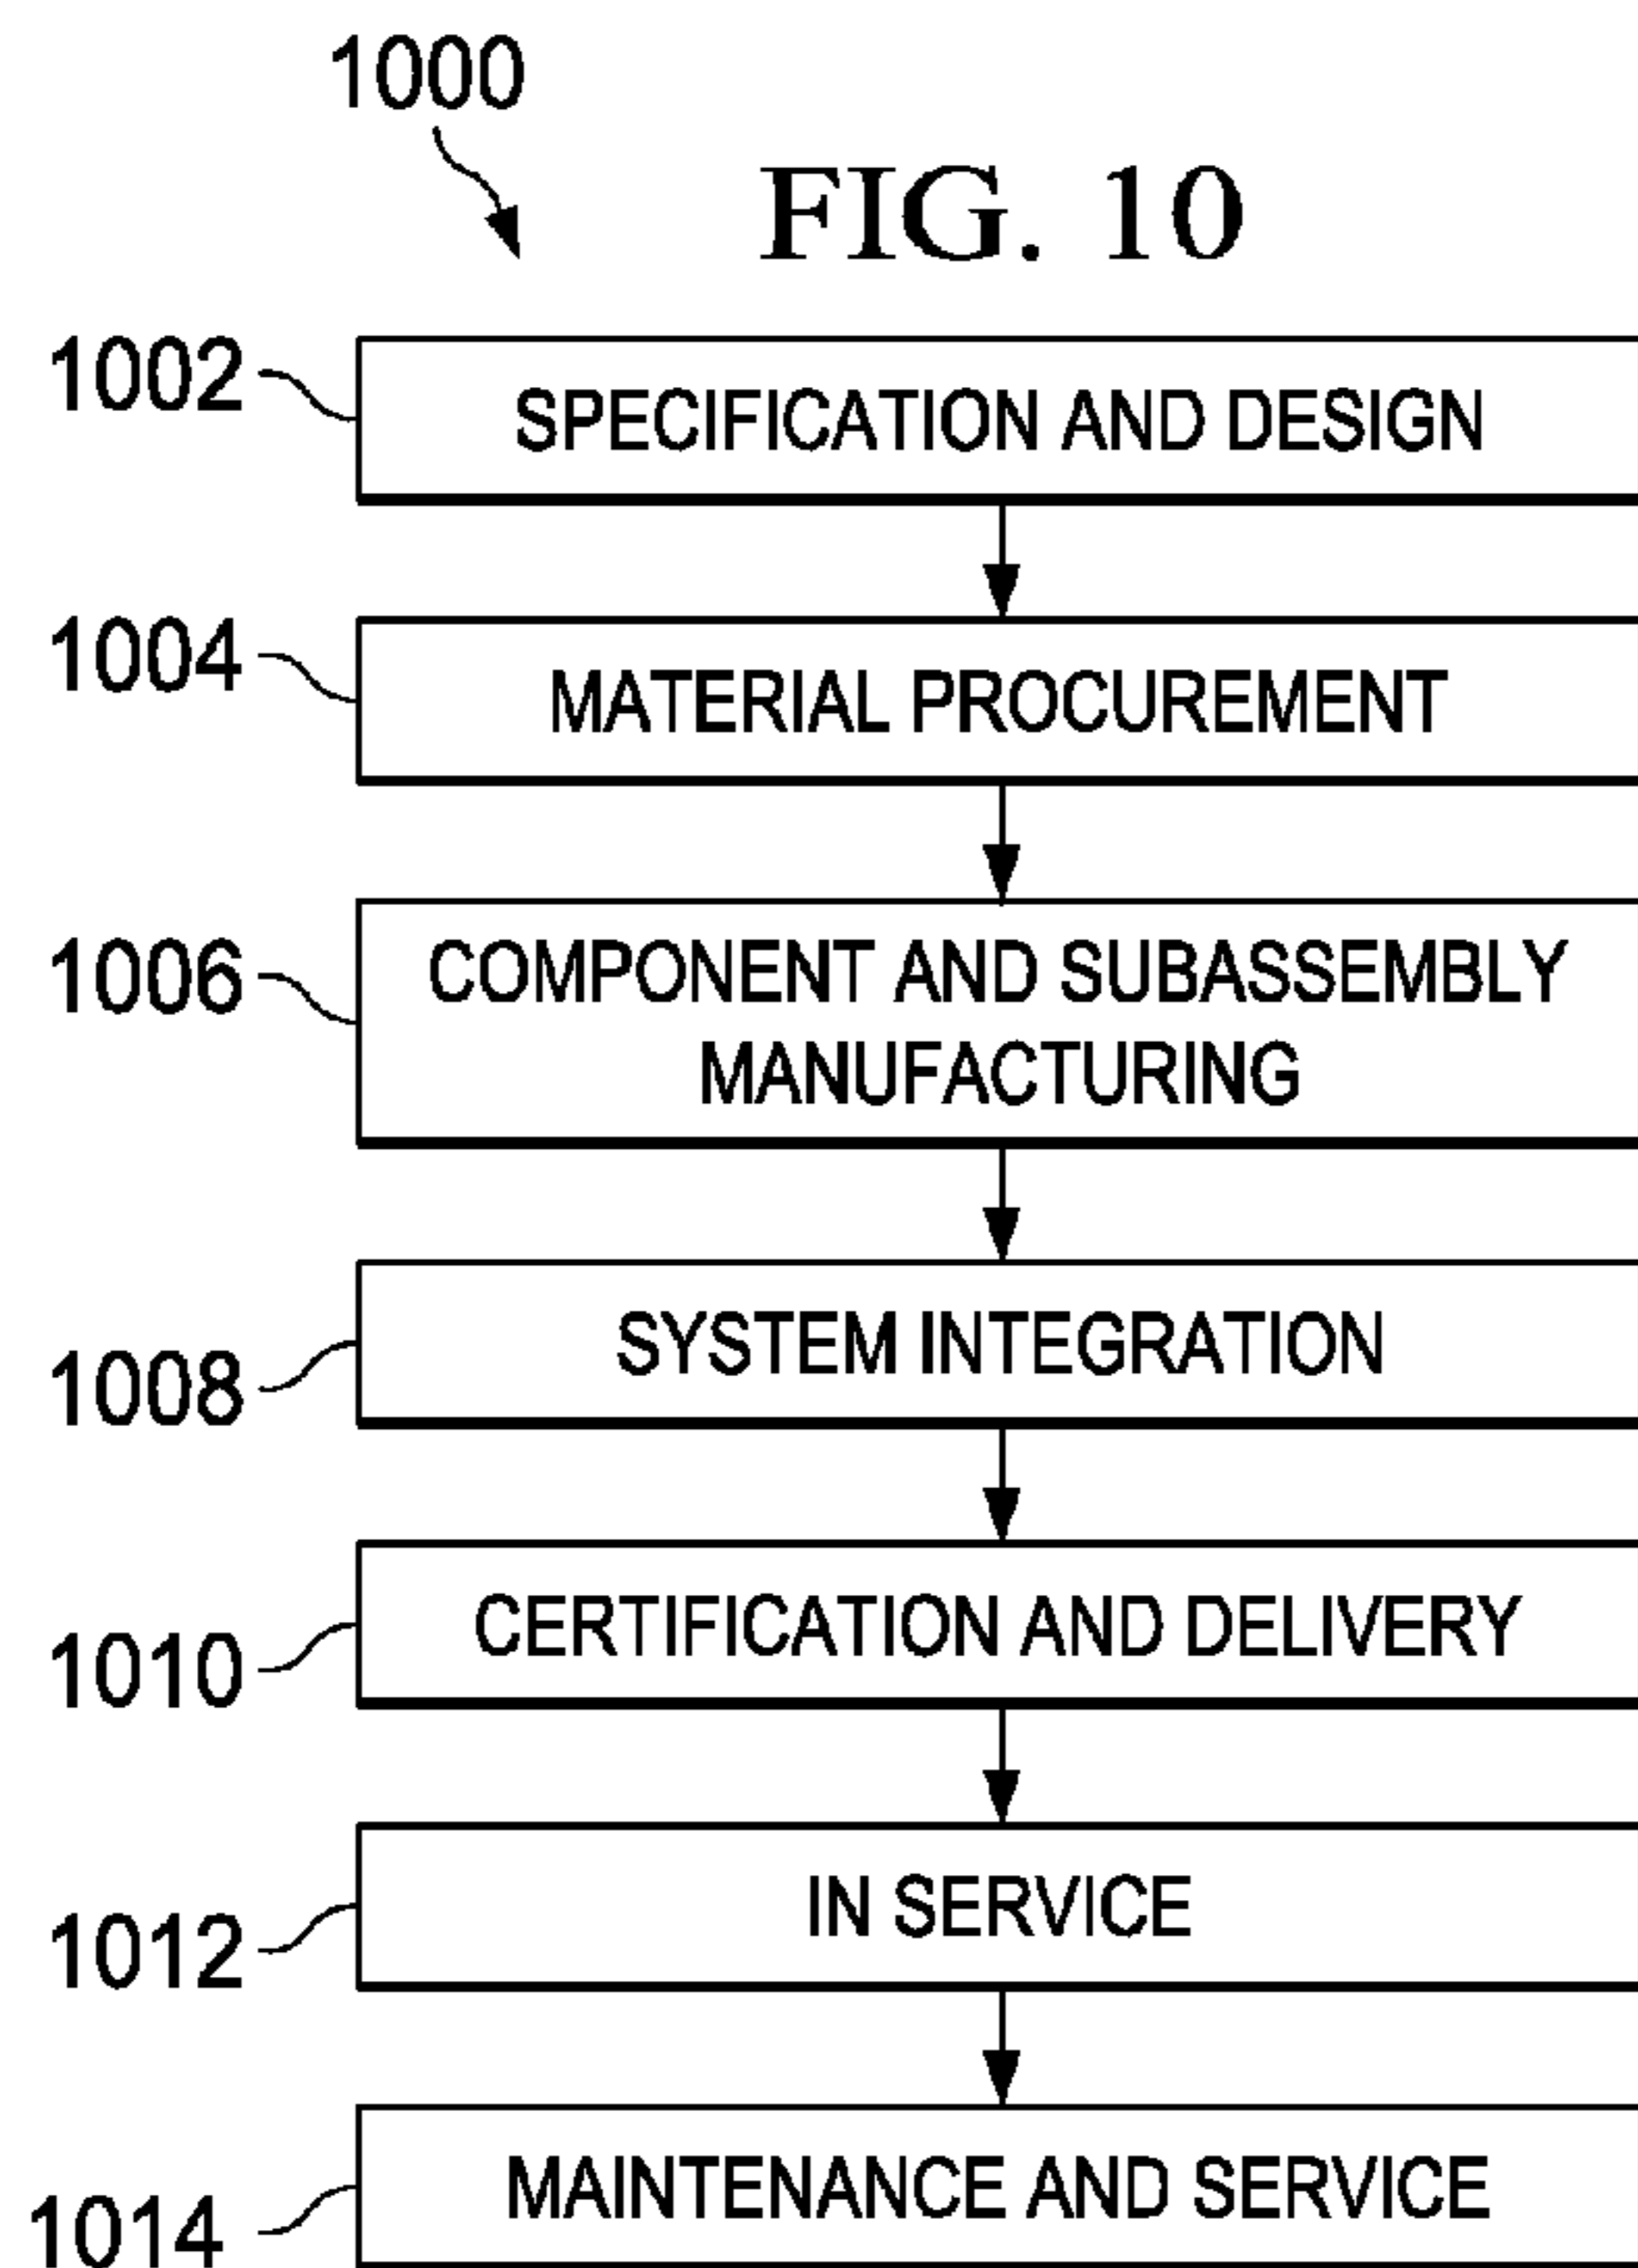 1000
FIG. 10
1002
SPECIFICATION AND DESIGN
1004
MATERIAL PROCUREMENT
1006
COMPONENT AND SUBASSEMBLY
MANUFACTURING
1008
SYSTEM INTEGRATION
1010
CERTIFICATION AND DELIVERY
1012
IN SERVICE
1014
MAINTENANCE AND SERVICE